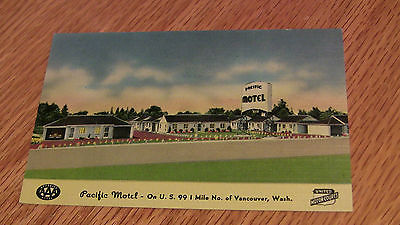 PACIFIC
MOTEL
AAA
Pacific Motel - On U. S. 99 1 Mile No. of Vancouver, Wash.
UNITED
MOTOR COURTS